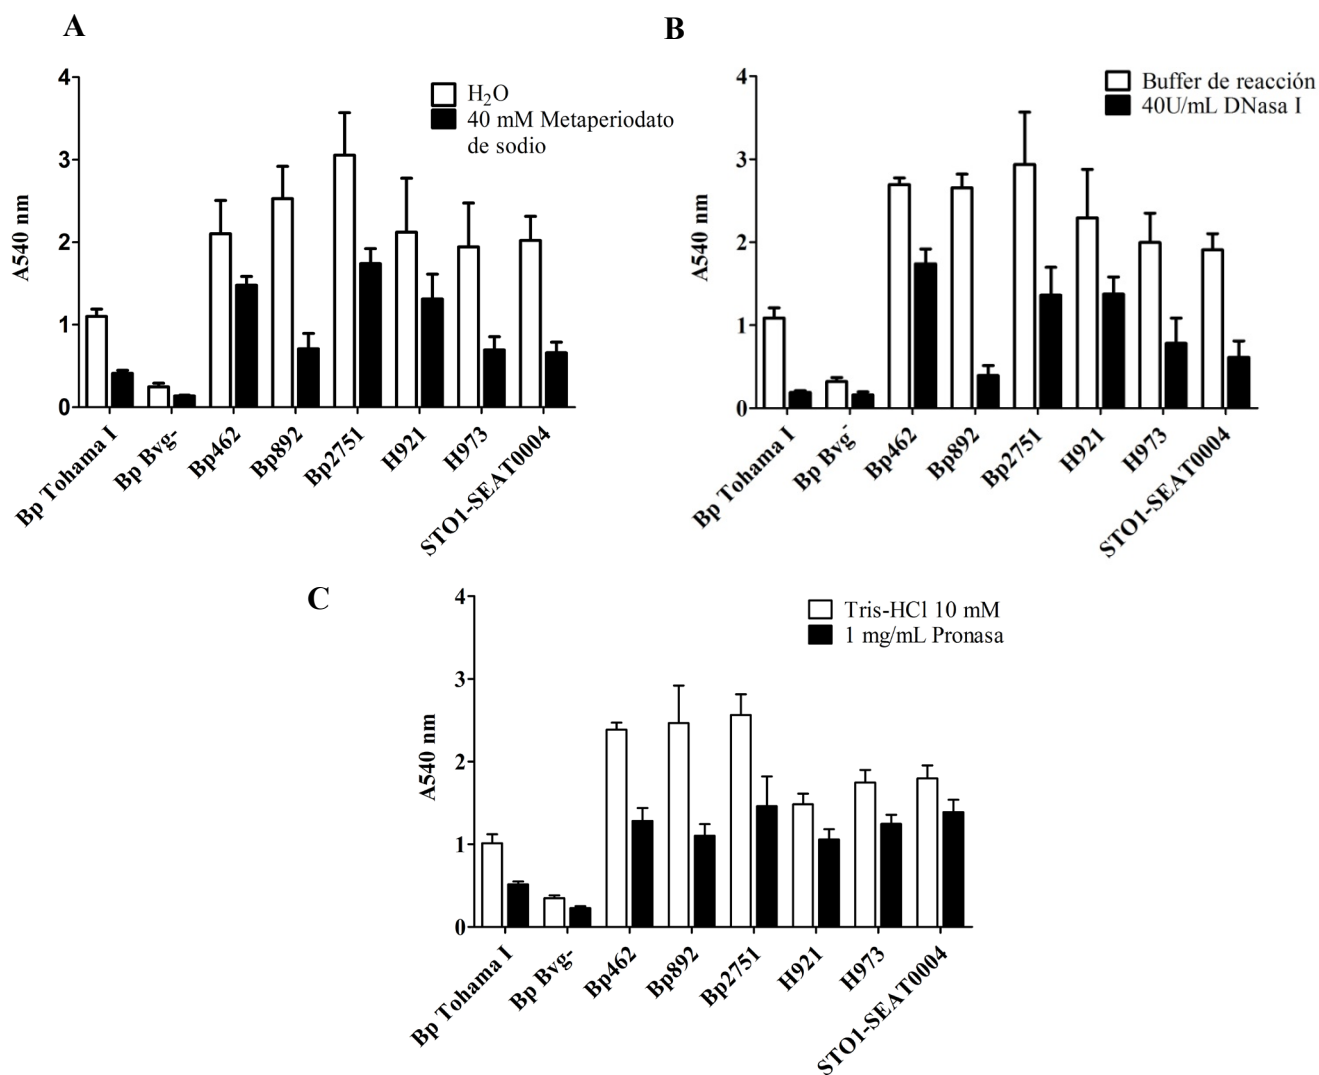 A
4
3
2
1
0
A540 nm
H₂O
40 mM Metaperiodato
de sodio
Bp Tohama I
Bp Bvg-
Bp462
Bp892
Bp2751
H921
H973
STO1-SEAT0004
B
4
3
2
1
0
A540 nm
Buffer de reacción
40U/mL DNasa I
Bp Tohama I
Bp Bvg⁻
Bp462
Bp892
Bp2751
H921
H973
STO1-SEAT0004
C
4
3
2
1
0
A540 nm
Tris-HCl 10 mM
1 mg/mL Pronasa
Bp Tohama I
Bp Bvg-
Bp462
Bp892
Bp2751
H921
H973
STO1-SEAT0004